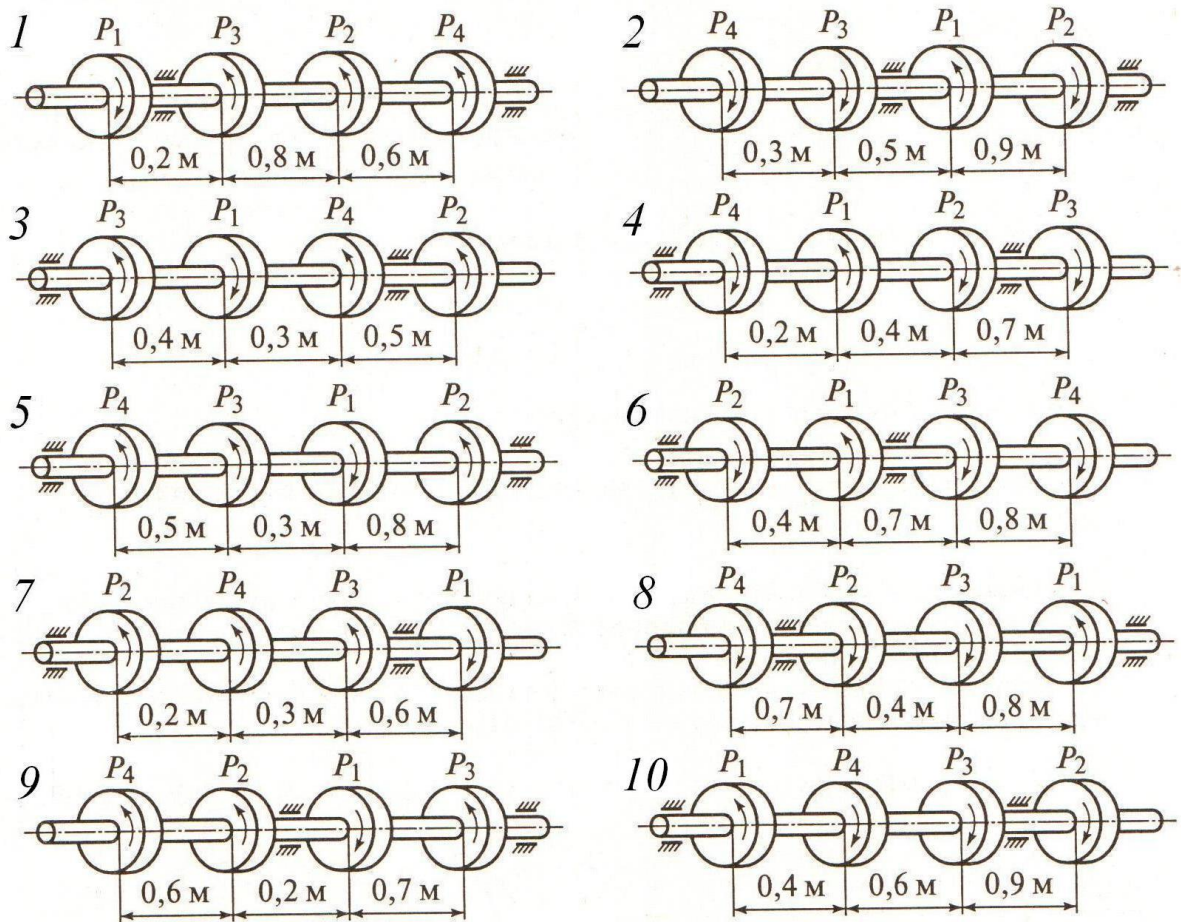 1 P1 P3 P2 P4
0,2 м 0,8 м 0,6 м
2 P4 P3 P1 P2
0,3 м 0,5 м 0,9 м
3 P3 P1 P4 P2
0,4 м 0,3 м 0,5 м
4 P4 P1 P2 P3
0,2 м 0,4 м 0,7 м
5 P4 P3 P1 P2
0,5 м 0,3 м 0,8 м
6 P2 P1 P3 P4
0,4 м 0,7 м 0,8 м
7 P2 P4 P3 P1
0,2 м 0,3 м 0,6 м
8 P4 P2 P3 P1
0,7 м 0,4 м 0,8 м
9 P4 P2 P1 P3
0,6 м 0,2 м 0,7 м
10 P1 P4 P3 P2
0,4 м 0,6 м 0,9 м